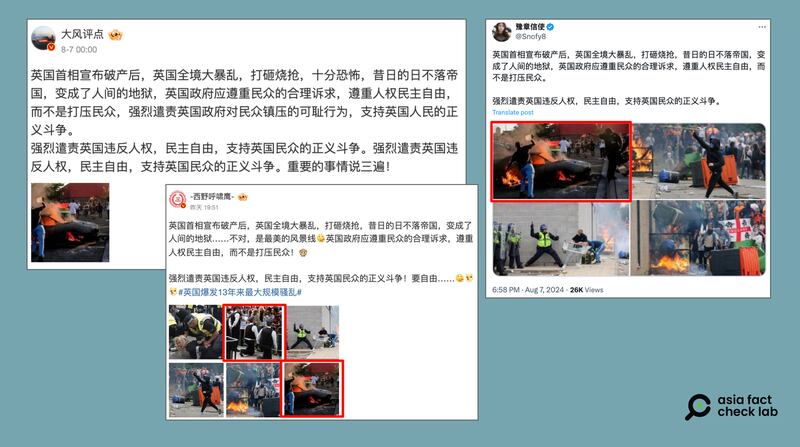 大风评点
8-7 00:00
英国首相宣布破产后，英国全境大暴乱，打砸烧抢，十分恐怖，昔日的日不落帝
国，变成了人间的地狱，英国政府应遵重民众的合理诉求，遵重人权民主自由，
而不是打压民众，强烈遣责英国政府对民众镇压的可耻行为，支持英国人民的正
义斗争。
强烈遣责英国违反人权，民主自由，支持英国民众的正义斗争。强烈遣责英国违
反人权，民主自由，支持英国民众的正义斗争。重要的事情说三遍！
-西野呼啸鹰-
昨天 19:51
英国首相宣布破产后，英国全境大暴乱，打砸烧抢，昔日的日不落帝国，变成了
人间的地狱……不对，是最美的风景线英国政府应遵重民众的合理诉求，遵重
人权民主自由，而不是打压民众！
强烈遣责英国违反人权，民主自由，支持英国民众的正义斗争！要自由……
#英国爆发13年来最大规模骚乱#
豫章信使
@Snofy8
英国首相宣布破产后，英国全境大暴乱，打砸烧抢，十分恐怖，昔日的日不落帝国，变
成了人间的地狱，英国政府应遵重民众的合理诉求，遵重人权民主自由，而
不是打压民众。
强烈遣责英国违反人权，民主自由，支持英国民众的正义斗争。
Translate post
6:58 PM · Aug 7, 2024 · 26K Views
asia fact
check lab